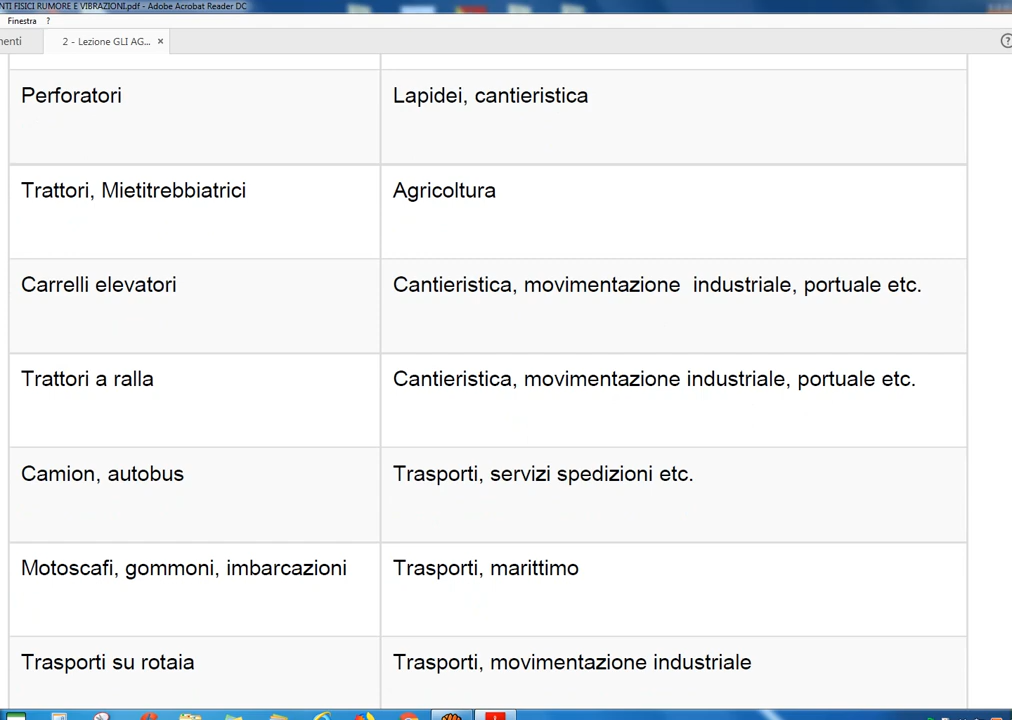 NTI FISICI RUMORE E VIBRAZIONI.pdf - Adobe Acrobat Reader DC
Finestra ?
menti 2 - Lezione GLI AG... × ?
Perforatori Lapidei, cantieristica
Trattori, Mietitrebbiatrici Agricoltura
Carrelli elevatori Cantieristica, movimentazione industriale, portuale etc.
Trattori a ralla Cantieristica, movimentazione industriale, portuale etc.
Camion, autobus Trasporti, servizi spedizioni etc.
Motoscafi, gommoni, imbarcazioni Trasporti, marittimo
Trasporti su rotaia Trasporti, movimentazione industriale